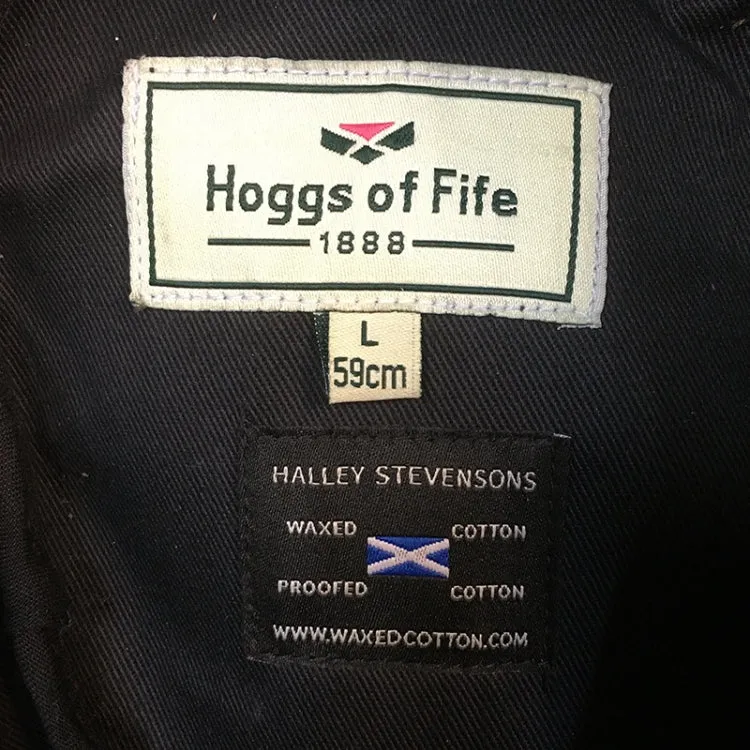 Hoggs of Fife
1888
L
59cm
HALLEY STEVENSONS
WAXED COTTON
PROOFED COTTON
WWW.WAXEDCOTTON.COM